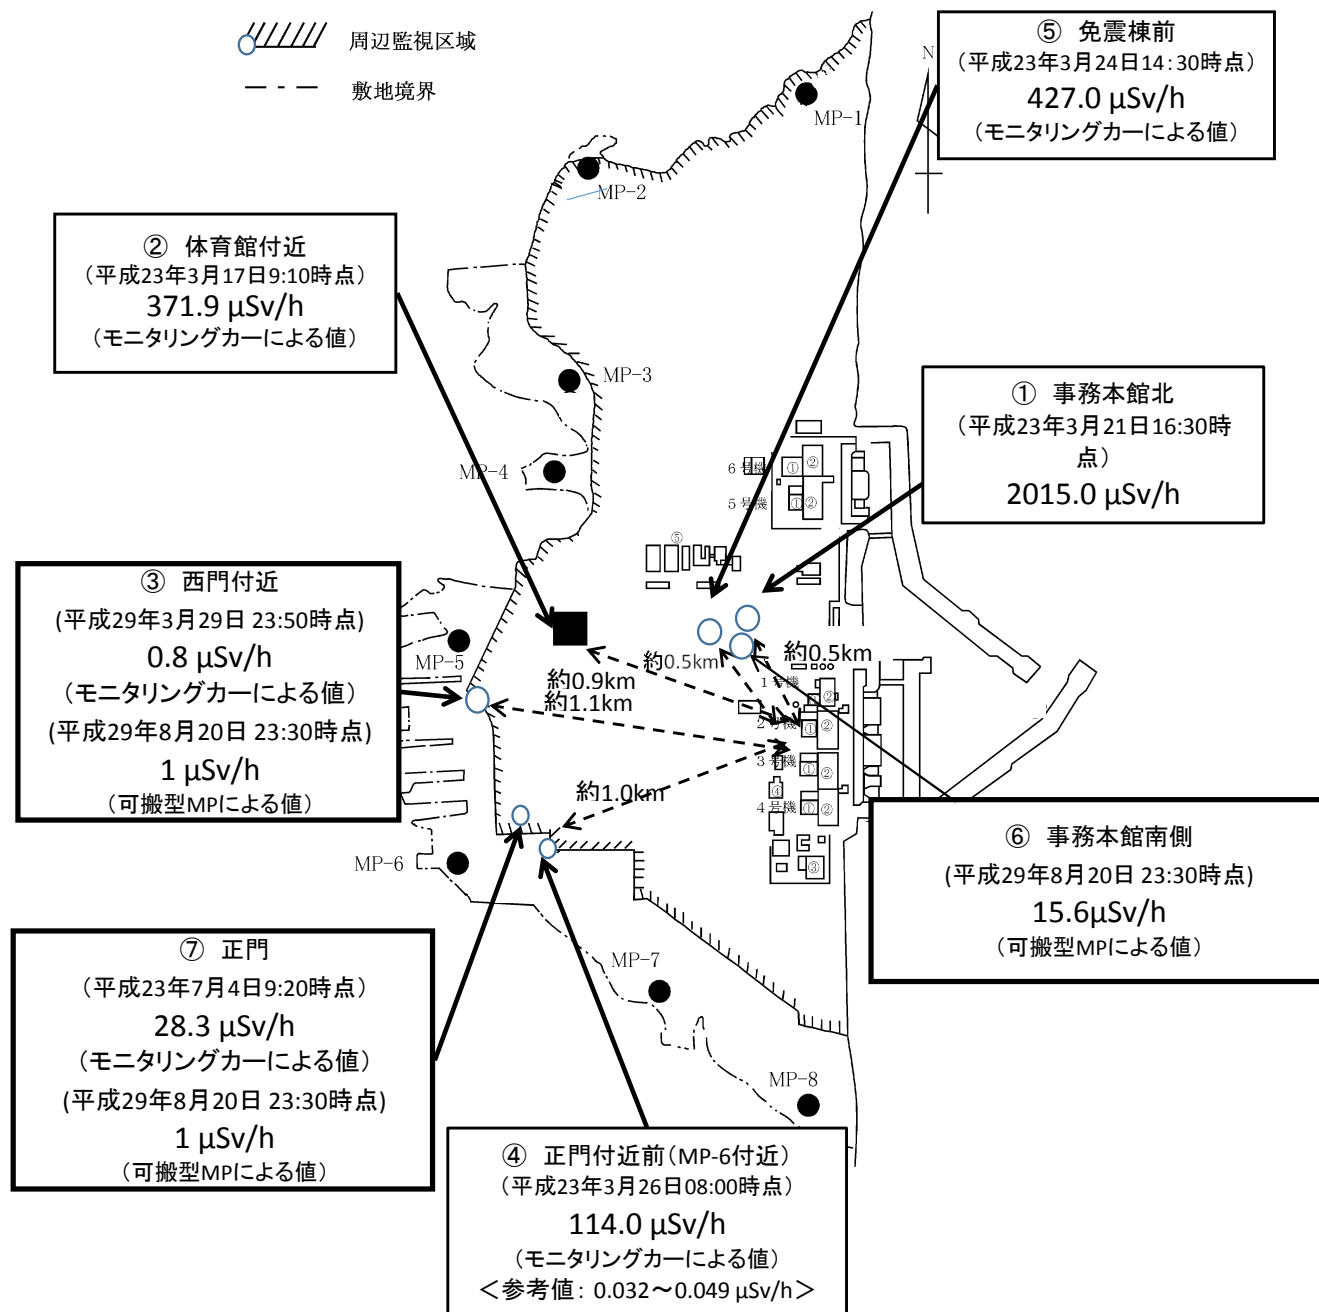 周辺監視区域
敷地境界
⑤ 免震棟前
（平成23年3月24日14：30時点）
427.0 μSv/h
（モニタリングカーによる値）
N
MP-1
MP-2
② 体育館付近
（平成23年3月17日9:10時点）
371.9 μSv/h
（モニタリングカーによる値）
MP-3
① 事務本館北
（平成23年3月21日16:30時
点）
2015.0 μSv/h
MP-4
6号機
①
②
5号機
①
②
⑤
③ 西門付近
(平成29年3月29日 23:50時点)
0.8 μSv/h
（モニタリングカーによる値）
(平成29年8月20日 23:30時点)
1 μSv/h
（可搬型MPによる値）
MP-5
約0.5km
約0.5km
約0.9km
約1.1km
1号機
②
2号機
①
②
3号機
①
②
④
4号機
①
②
③
約1.0km
MP-6
⑥ 事務本館南側
(平成29年8月20日 23:30時点)
15.6μSv/h
（可搬型MPによる値）
⑦ 正門
（平成23年7月4日9:20時点）
28.3 μSv/h
（モニタリングカーによる値）
(平成29年8月20日 23:30時点)
1 μSv/h
（可搬型MPによる値）
MP-7
MP-8
④ 正門付近前（MP-6付近）
（平成23年3月26日08:00時点）
114.0 μSv/h
（モニタリングカーによる値）
＜参考値： 0.032～0.049 μSv/h＞